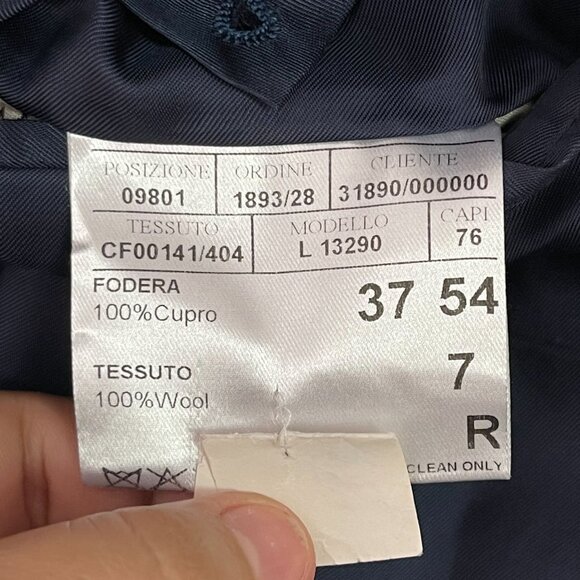 POSIZIONE ORDINE CLIENTE
09801 1893/28 31890/000000
TESSUTO MODELLO CAPI
CF00141/404 L 13290 76
FODERA 37 54
100%Cupro
TESSUTO 7
100%Wool
R
CLEAN ONLY